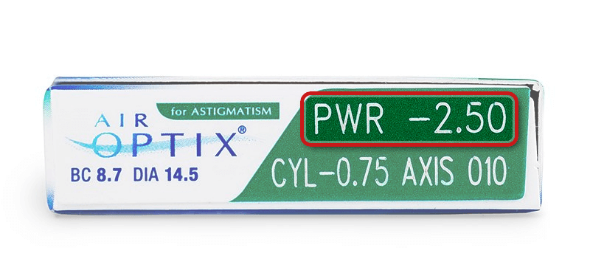 for ASTIGMATISM
AIR
OPTIX®
BC 8.7 DIA 14.5
PWR -2.50
CYL-0.75 AXIS 010